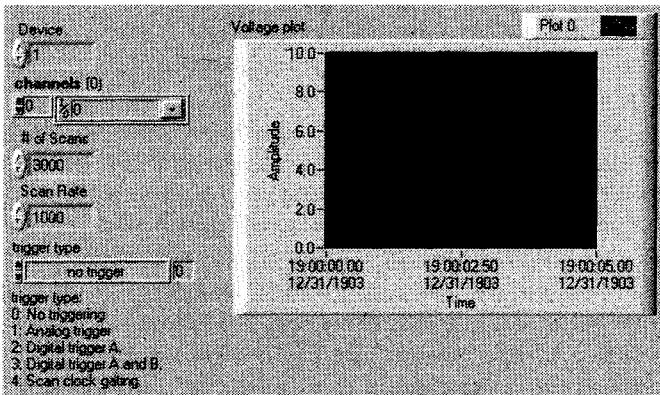 Device
1
channels (0)
0
0
# of Scans
3000
Scan Rate
1000
trigger type
no trigger 0
trigger type:
0: No triggering
1: Analog trigger
2: Digital trigger A.
3: Digital trigger A and B.
4: Scan clock gating.
Voltage plot
Plot 0
Amplitude
10.0
8.0
6.0
4.0
2.0
0.0
19:00:00.00 19:00:02.50 19:00:05.00
12/31/1903 12/31/1903 12/31/1903
Time